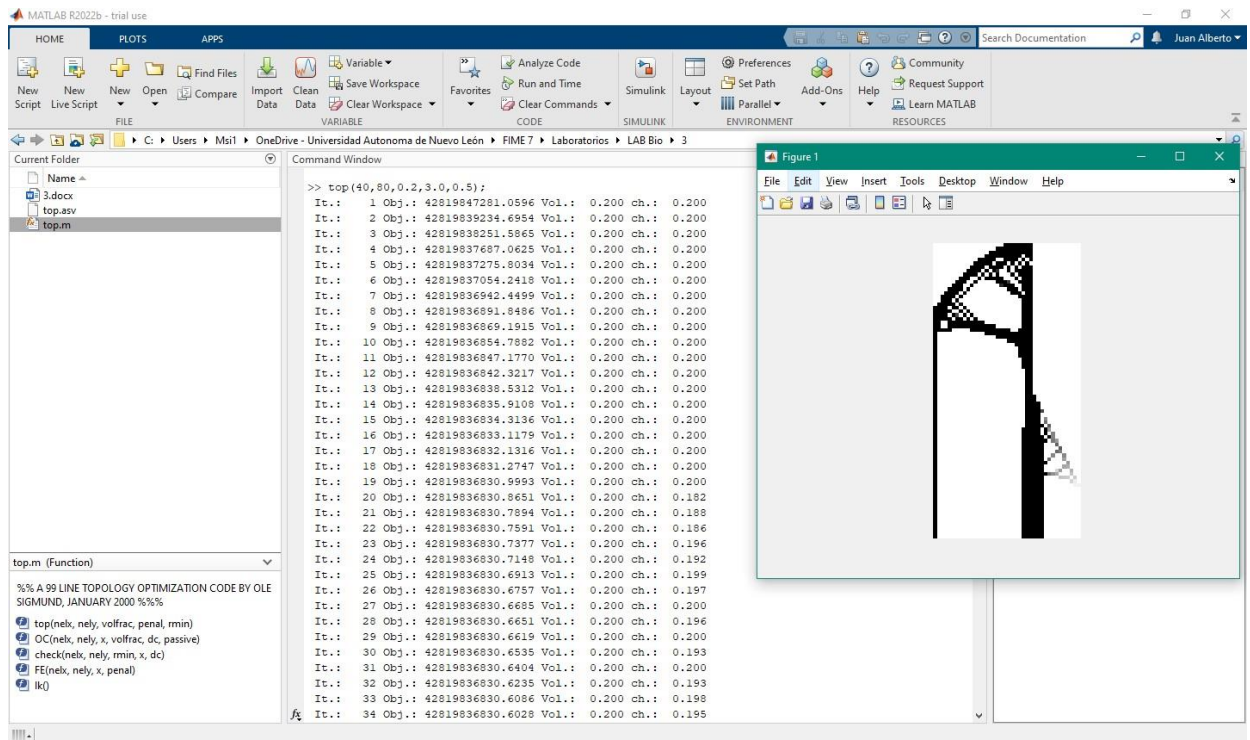 MATLAB R2022b - trial use
HOME PLOTS APPS
Search Documentation
Juan Alberto
New Script
New Live Script
New
Open
Find Files
Compare
Import Data
Clean Data
Variable
Save Workspace
Clear Workspace
Favorites
Analyze Code
Run and Time
Clear Commands
Simulink
Layout
Preferences
Set Path
Parallel
Add-Ons
Help
Community
Request Support
Learn MATLAB
FILE VARIABLE CODE SIMULINK ENVIRONMENT RESOURCES
C: Users Msi1 OneDrive - Universidad Autonoma de Nuevo León FIME 7 Laboratorios LAB Bio 3
Current Folder
Name
3.docx
top.asv
top.m
top.m (Function)
%% A 99 LINE TOPOLOGY OPTIMIZATION CODE BY OLE
SIGMUND, JANUARY 2000 %%%
top(nelx, nely, volfrac, penal, rmin)
OC(nelx, nely, x, volfrac, dc, passive)
check(nelx, nely, rmin, x, dc)
FE(nelx, nely, x, penal)
lk()
Command Window
>> top(40,80,0.2,3.0,0.5);
It.: 1 Obj.: 42819847281.0596 Vol.: 0.200 ch.: 0.200
It.: 2 Obj.: 42819839234.6954 Vol.: 0.200 ch.: 0.200
It.: 3 Obj.: 42819838251.5865 Vol.: 0.200 ch.: 0.200
It.: 4 Obj.: 42819837687.0625 Vol.: 0.200 ch.: 0.200
It.: 5 Obj.: 42819837275.8034 Vol.: 0.200 ch.: 0.200
It.: 6 Obj.: 42819837054.2418 Vol.: 0.200 ch.: 0.200
It.: 7 Obj.: 42819836942.4499 Vol.: 0.200 ch.: 0.200
It.: 8 Obj.: 42819836891.8486 Vol.: 0.200 ch.: 0.200
It.: 9 Obj.: 42819836869.1915 Vol.: 0.200 ch.: 0.200
It.: 10 Obj.: 42819836854.7882 Vol.: 0.200 ch.: 0.200
It.: 11 Obj.: 42819836847.1770 Vol.: 0.200 ch.: 0.200
It.: 12 Obj.: 42819836842.3217 Vol.: 0.200 ch.: 0.200
It.: 13 Obj.: 42819836838.5312 Vol.: 0.200 ch.: 0.200
It.: 14 Obj.: 42819836835.9108 Vol.: 0.200 ch.: 0.200
It.: 15 Obj.: 42819836834.3136 Vol.: 0.200 ch.: 0.200
It.: 16 Obj.: 42819836833.1179 Vol.: 0.200 ch.: 0.200
It.: 17 Obj.: 42819836832.1316 Vol.: 0.200 ch.: 0.200
It.: 18 Obj.: 42819836831.2747 Vol.: 0.200 ch.: 0.200
It.: 19 Obj.: 42819836830.9993 Vol.: 0.200 ch.: 0.200
It.: 20 Obj.: 42819836830.8651 Vol.: 0.200 ch.: 0.182
It.: 21 Obj.: 42819836830.7894 Vol.: 0.200 ch.: 0.188
It.: 22 Obj.: 42819836830.7591 Vol.: 0.200 ch.: 0.186
It.: 23 Obj.: 42819836830.7377 Vol.: 0.200 ch.: 0.196
It.: 24 Obj.: 42819836830.7148 Vol.: 0.200 ch.: 0.192
It.: 25 Obj.: 42819836830.6913 Vol.: 0.200 ch.: 0.199
It.: 26 Obj.: 42819836830.6757 Vol.: 0.200 ch.: 0.197
It.: 27 Obj.: 42819836830.6685 Vol.: 0.200 ch.: 0.200
It.: 28 Obj.: 42819836830.6651 Vol.: 0.200 ch.: 0.196
It.: 29 Obj.: 42819836830.6619 Vol.: 0.200 ch.: 0.200
It.: 30 Obj.: 42819836830.6535 Vol.: 0.200 ch.: 0.193
It.: 31 Obj.: 42819836830.6404 Vol.: 0.200 ch.: 0.200
It.: 32 Obj.: 42819836830.6235 Vol.: 0.200 ch.: 0.193
It.: 33 Obj.: 42819836830.6086 Vol.: 0.200 ch.: 0.198
fx It.: 34 Obj.: 42819836830.6028 Vol.: 0.200 ch.: 0.195
Figure 1
File Edit View Insert Tools Desktop Window Help